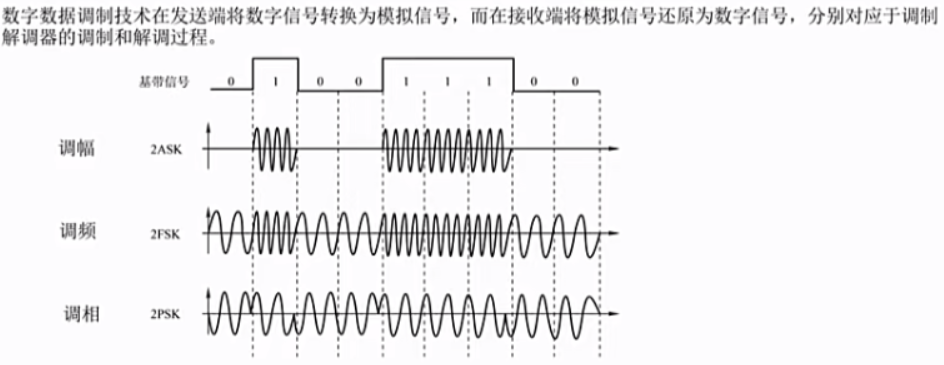 数字数据调制技术在发送端将数字信号转换为模拟信号，而在接收端将模拟信号还原为数字信号，分别对应于调制
解调器的调制和解调过程。
基带信号 0 1 0 0 1 1 1 0 0
调幅 2ASK
调频 2FSK
调相 2PSK